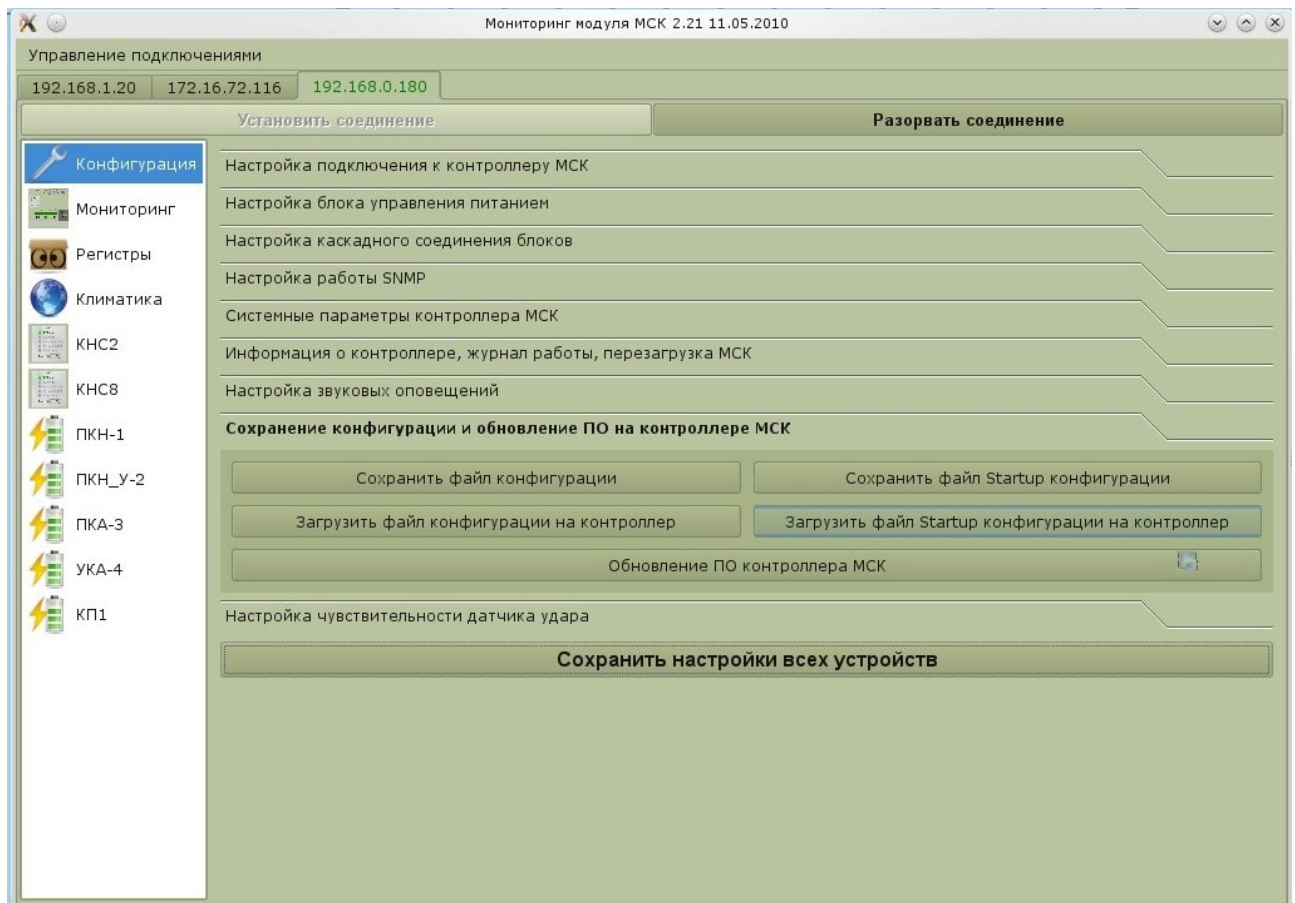 Мониторинг модуля МСК 2.21 11.05.2010
Управление подключениями
192.168.1.20 172.16.72.116 192.168.0.180
Установить соединение Разорвать соединение
Конфигурация
Мониторинг
Регистры
Климатика
КНС2
КНС8
ПКН-1
ПКН_У-2
ПКА-3
УКА-4
КП1
Настройка подключения к контроллеру МСК
Настройка блока управления питанием
Настройка каскадного соединения блоков
Настройка работы SNMP
Системные параметры контроллера МСК
Информация о контроллере, журнал работы, перезагрузка МСК
Настройка звуковых оповещений
Сохранение конфигурации и обновление ПО на контроллере МСК
Сохранить файл конфигурации Сохранить файл Startup конфигурации
Загрузить файл конфигурации на контроллер Загрузить файл Startup конфигурации на контроллер
Обновление ПО контроллера МСК
Настройка чувствительности датчика удара
Сохранить настройки всех устройств